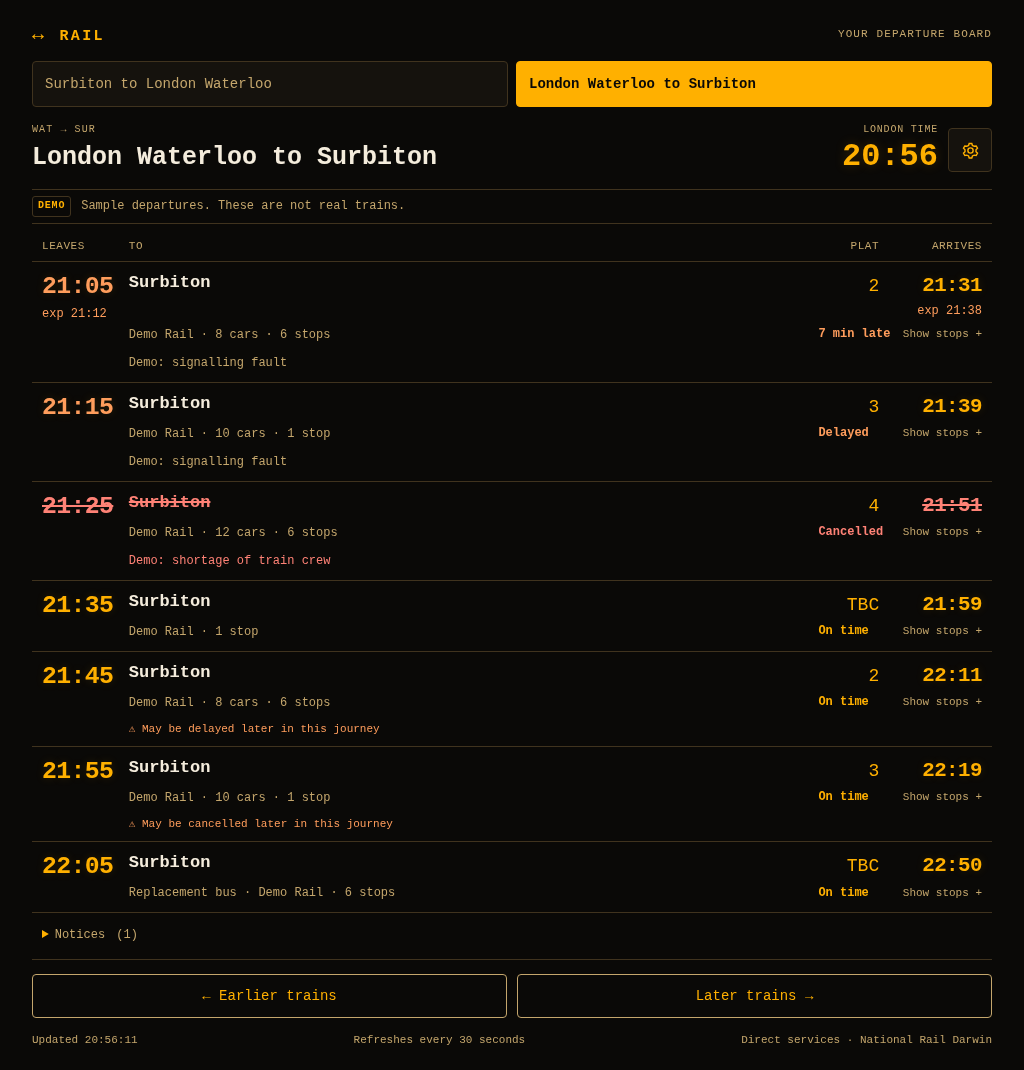 ↔ RAIL YOUR DEPARTURE BOARD
Surbiton to London Waterloo London Waterloo to Surbiton
WAT → SUR LONDON TIME
London Waterloo to Surbiton 20:56
DEMO Sample departures. These are not real trains.
LEAVES TO PLAT ARRIVES
21:05 Surbiton 2 21:31
exp 21:12 exp 21:38
Demo Rail · 8 cars · 6 stops 7 min late Show stops +
Demo: signalling fault
21:15 Surbiton 3 21:39
Demo Rail · 10 cars · 1 stop Delayed Show stops +
Demo: signalling fault
21:25 Surbiton 4 21:51
Demo Rail · 12 cars · 6 stops Cancelled Show stops +
Demo: shortage of train crew
21:35 Surbiton TBC 21:59
Demo Rail · 1 stop On time Show stops +
21:45 Surbiton 2 22:11
Demo Rail · 8 cars · 6 stops On time Show stops +
⚠ May be delayed later in this journey
21:55 Surbiton 3 22:19
Demo Rail · 10 cars · 1 stop On time Show stops +
⚠ May be cancelled later in this journey
22:05 Surbiton TBC 22:50
Replacement bus · Demo Rail · 6 stops On time Show stops +
▶ Notices (1)
← Earlier trains Later trains →
Updated 20:56:11 Refreshes every 30 seconds Direct services · National Rail Darwin